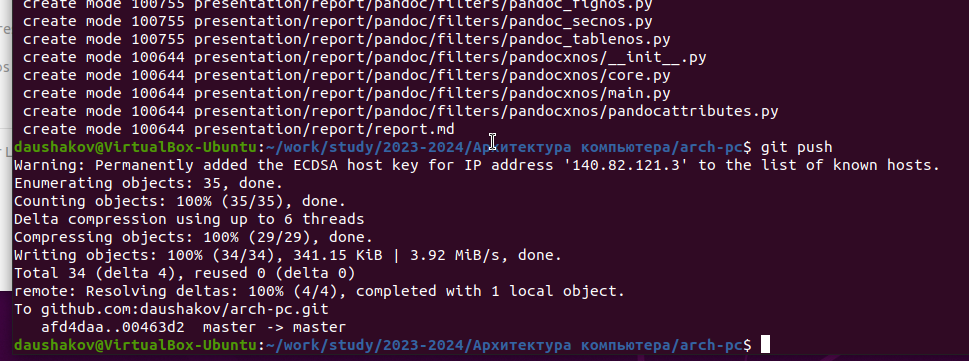 create mode 100755 presentation/report/pandoc/filters/pandoc_fignos.py
create mode 100755 presentation/report/pandoc/filters/pandoc_secnos.py
create mode 100755 presentation/report/pandoc/filters/pandoc_tablenos.py
create mode 100644 presentation/report/pandoc/filters/pandocxnos/__init__.py
create mode 100644 presentation/report/pandoc/filters/pandocxnos/core.py
create mode 100644 presentation/report/pandoc/filters/pandocxnos/main.py
create mode 100644 presentation/report/pandoc/filters/pandocxnos/pandocattributes.py
create mode 100644 presentation/report/report.md
daushakov@VirtualBox-Ubuntu:~/work/study/2023-2024/Архитектура компьютера/arch-pc$ git push
Warning: Permanently added the ECDSA host key for IP address '140.82.121.3' to the list of known hosts.
Enumerating objects: 35, done.
Counting objects: 100% (35/35), done.
Delta compression using up to 6 threads
Compressing objects: 100% (29/29), done.
Writing objects: 100% (34/34), 341.15 KiB | 3.92 MiB/s, done.
Total 34 (delta 4), reused 0 (delta 0)
remote: Resolving deltas: 100% (4/4), completed with 1 local object.
To github.com:daushakov/arch-pc.git
afd4daa..00463d2 master -> master
daushakov@VirtualBox-Ubuntu:~/work/study/2023-2024/Архитектура компьютера/arch-pc$